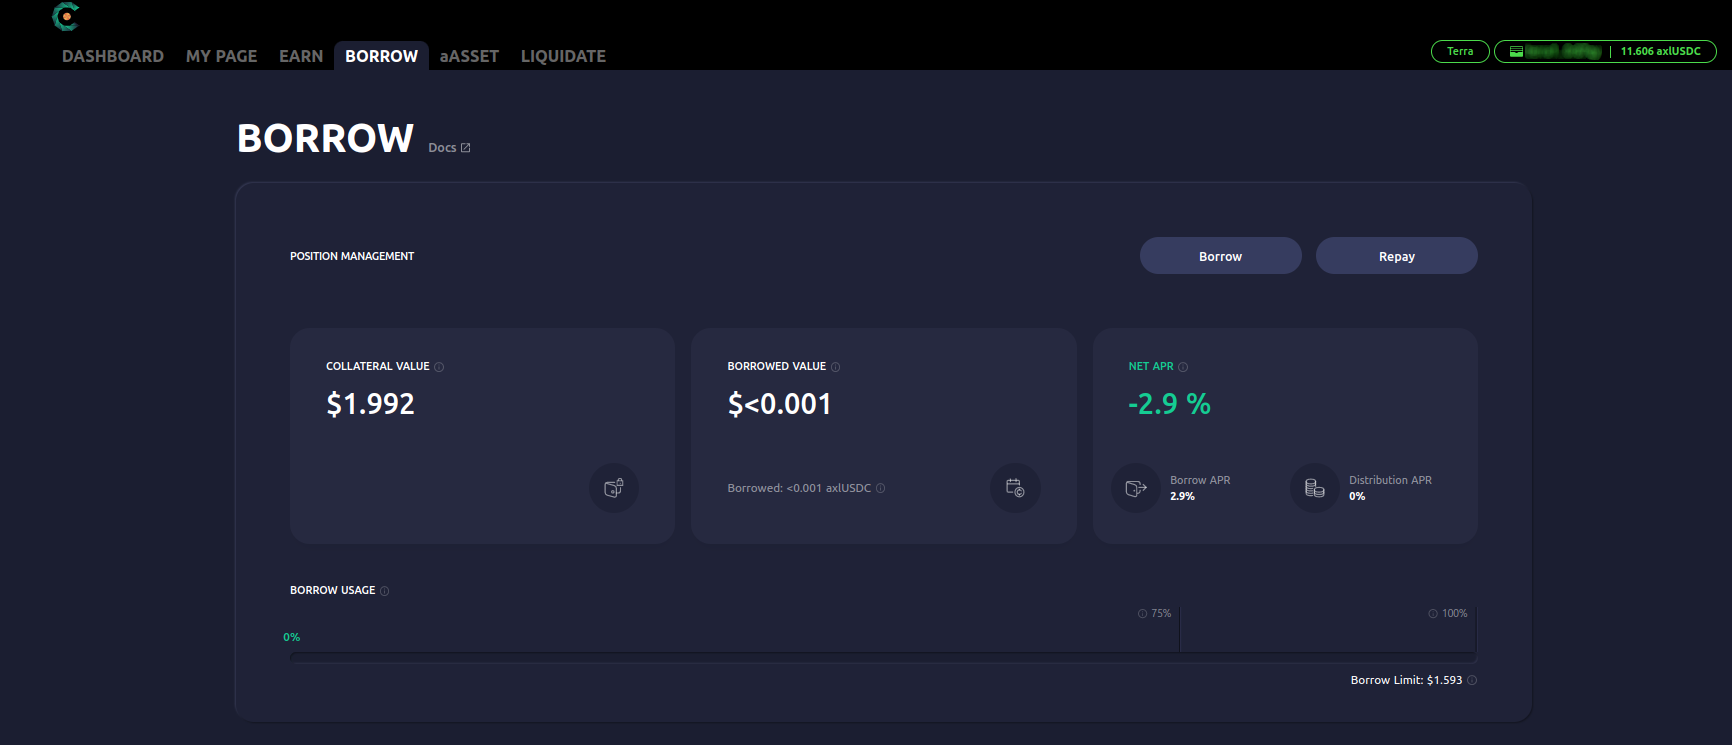 DASHBOARD MY PAGE EARN BORROW aASSET LIQUIDATE
Terra | 11.606 axlUSDC
BORROW Docs
POSITION MANAGEMENT Borrow Repay
COLLATERAL VALUE
$1.992
BORROWED VALUE
$<0.001
Borrowed: <0.001 axlUSDC
NET APR
-2.9 %
Borrow APR
2.9%
Distribution APR
0%
BORROW USAGE
75% 100%
0%
Borrow Limit: $1.593